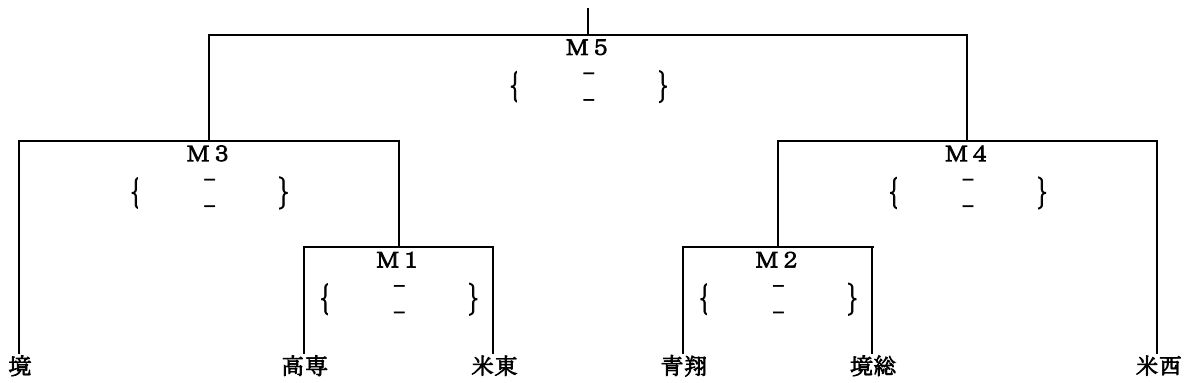 Ｍ５
｛ － ｝
－
Ｍ３ Ｍ４
｛ － ｝ ｛ － ｝
－ －
Ｍ１ Ｍ２
｛ － ｝ ｛ － ｝
－ －
境 高専 米東 青翔 境総 米西